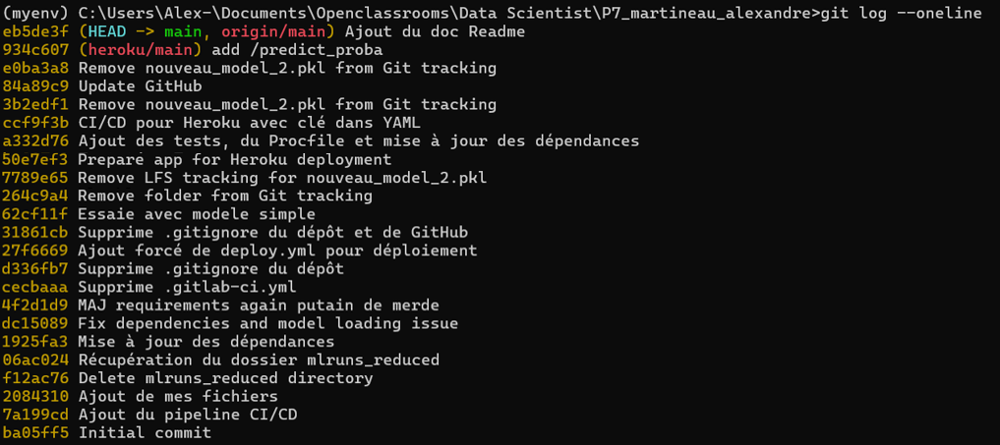 (myenv) C:\Users\Alex-\Documents\Openclassrooms\Data Scientist\P7_martineau_alexandre>git log --oneline
eb5de3f (HEAD -> main, origin/main) Ajout du doc Readme
934c607 (heroku/main) add /predict_proba
e0ba3a8 Remove nouveau_model_2.pkl from Git tracking
84a89c9 Update GitHub
3b2edf1 Remove nouveau_model_2.pkl from Git tracking
ccf9f3b CI/CD pour Heroku avec clé dans YAML
a332d76 Ajout des tests, du Procfile et mise à jour des dépendances
50e7ef3 Preparé app for Heroku deployment
7789e65 Remove LFS tracking for nouveau_model_2.pkl
264c9a4 Remove folder from Git tracking
62cf11f Essaie avec modele simple
31861cb Supprime .gitignore du dépôt et de GitHub
27f6669 Ajout forcé de deploy.yml pour déploiement
d336fb7 Supprime .gitignore du dépôt
cecbaaa Supprime .gitlab-ci.yml
4f2d1d9 MAJ requirements again putain de merde
dc15089 Fix dependencies and model loading issue
1925fa3 Mise à jour des dépendances
06ac024 Récupération du dossier mlruns_reduced
f12ac76 Delete mlruns_reduced directory
2084310 Ajout de mes fichiers
7a199cd Ajout du pipeline CI/CD
ba05ff5 Initial commit